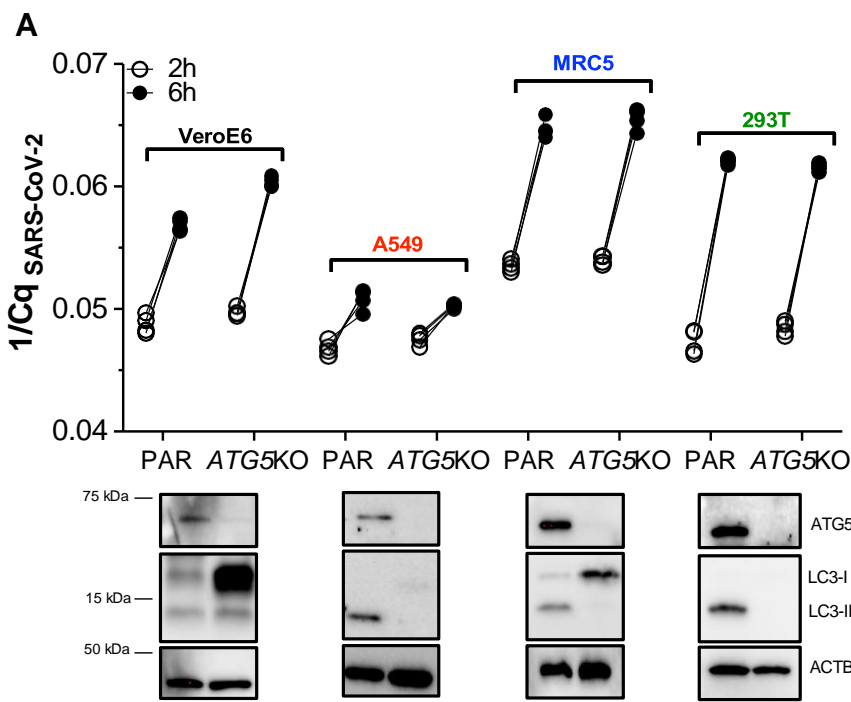 A
0.07
0.06
0.05
0.04
1/Cq SARS-CoV-2
2h
6h
VeroE6
A549
MRC5
293T
PAR ATG5KO PAR ATG5KO PAR ATG5KO PAR ATG5KO
75 kDa
ATG5
LC3-I
15 kDa
LC3-II
50 kDa
ACTB